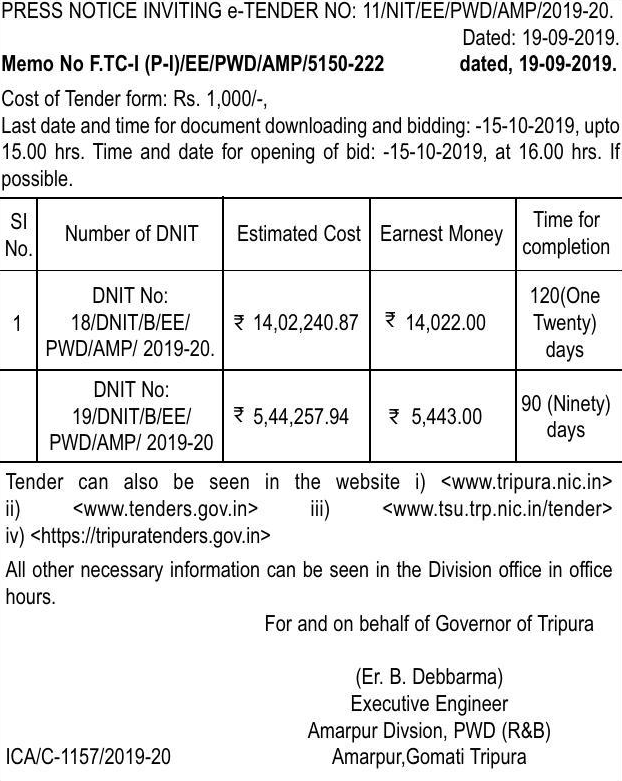 PRESS NOTICE INVITING e-TENDER NO: 11/NIT/EE/PWD/AMP/2019-20.
Dated: 19-09-2019.
Memo No F.TC-I (P-I)/EE/PWD/AMP/5150-222 dated, 19-09-2019.
Cost of Tender form: Rs. 1,000/-,
Last date and time for document downloading and bidding: -15-10-2019, upto
15.00 hrs. Time and date for opening of bid: -15-10-2019, at 16.00 hrs. If
possible.
Sl No. Number of DNIT Estimated Cost Earnest Money Time for completion
1 DNIT No: 18/DNIT/B/EE/ PWD/AMP/ 2019-20. ₹ 14,02,240.87 ₹ 14,022.00 120(One Twenty) days
DNIT No: 19/DNIT/B/EE/ PWD/AMP/ 2019-20 ₹ 5,44,257.94 ₹ 5,443.00 90 (Ninety) days
Tender can also be seen in the website i) <www.tripura.nic.in>
ii) <www.tenders.gov.in> iii) <www.tsu.trp.nic.in/tender>
iv) <https://tripuratenders.gov.in>
All other necessary information can be seen in the Division office in office
hours.
For and on behalf of Governor of Tripura
(Er. B. Debbarma)
Executive Engineer
Amarpur Divsion, PWD (R&B)
ICA/C-1157/2019-20 Amarpur,Gomati Tripura